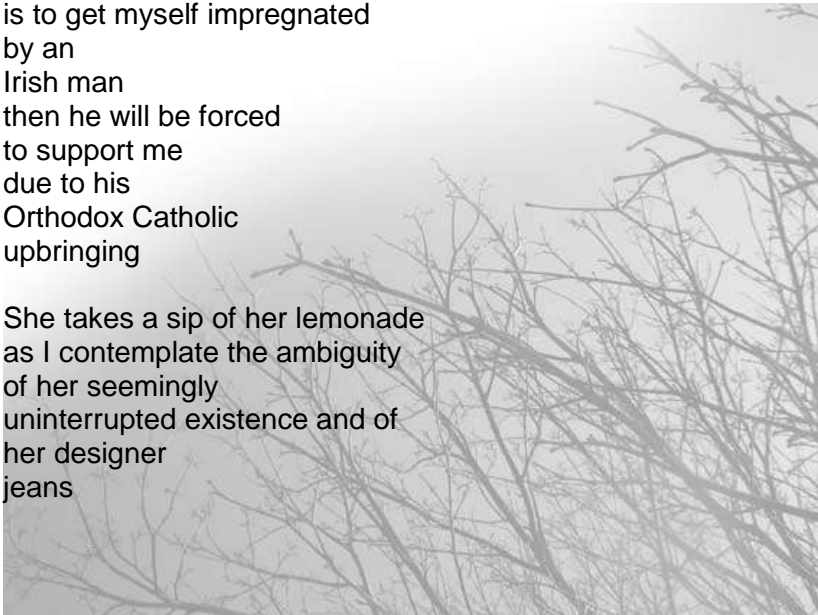 is to get myself impregnated
by an
Irish man
then he will be forced
to support me
due to his
Orthodox Catholic
upbringing

She takes a sip of her lemonade
as I contemplate the ambiguity
of her seemingly
uninterrupted existence and of
her designer
jeans